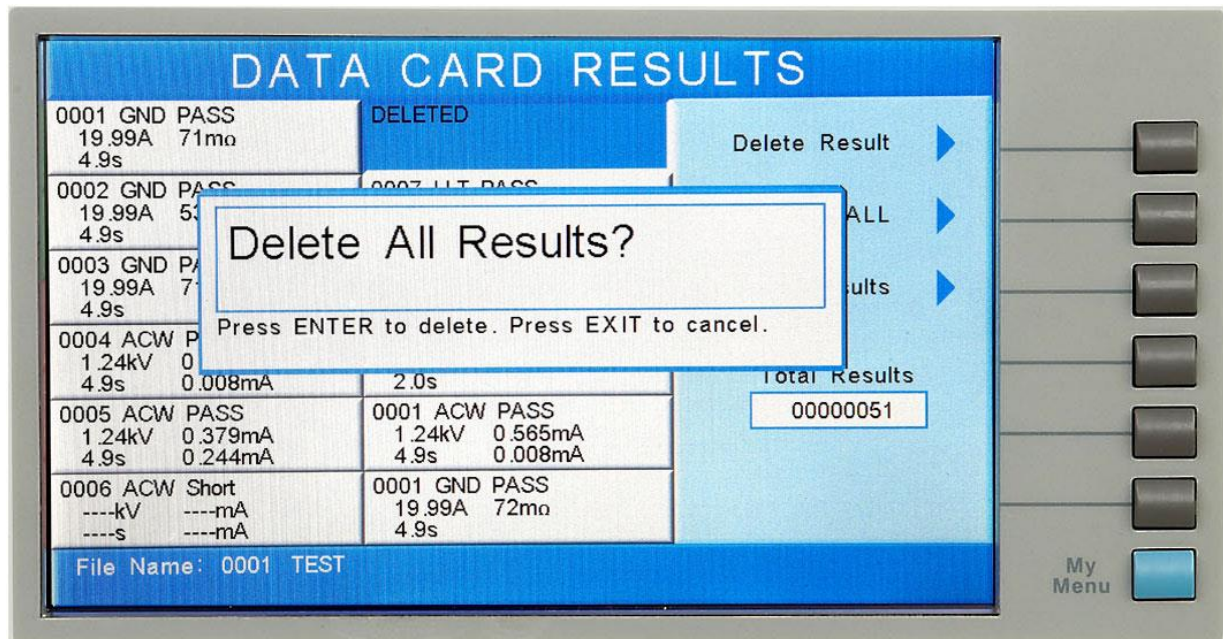 DATA CARD RESULTS
0001 GND PASS
19.99A 71mΩ
4.9s
0002 GND PASS
19.99A
4.9s
0003 GND
19.99A
4.9s
0004 ACW
1.24kV
4.9s 0.008mA
0005 ACW PASS
1.24kV 0.379mA
4.9s 0.244mA
0006 ACW Short
----kV ----mA
----s ----mA
DELETED
PASS
2.0s
0001 ACW PASS
1.24kV 0.565mA
4.9s 0.008mA
0001 GND PASS
19.99A 72mΩ
4.9s
Delete All Results?
Press ENTER to delete. Press EXIT to cancel.
Delete Result
ALL
Total Results
00000051
File Name: 0001 TEST
My
Menu